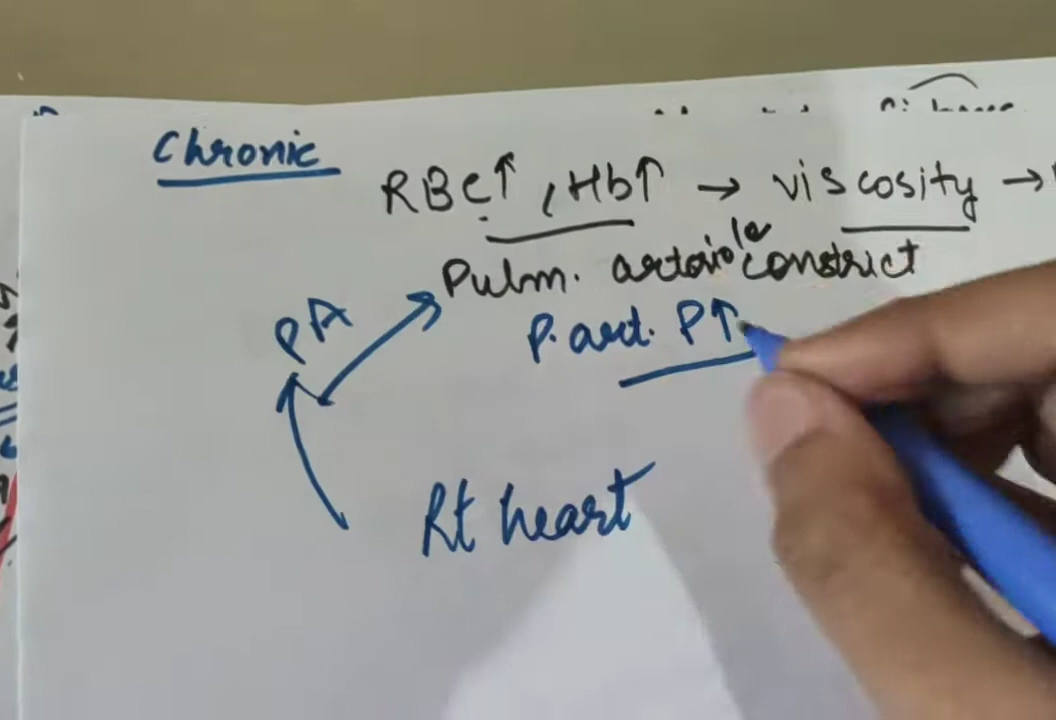 Chronic
RBC↑, Hb↑ → viscosity →
Pulm. arteriole constrict
PA
P. art. P↑
Rt heart